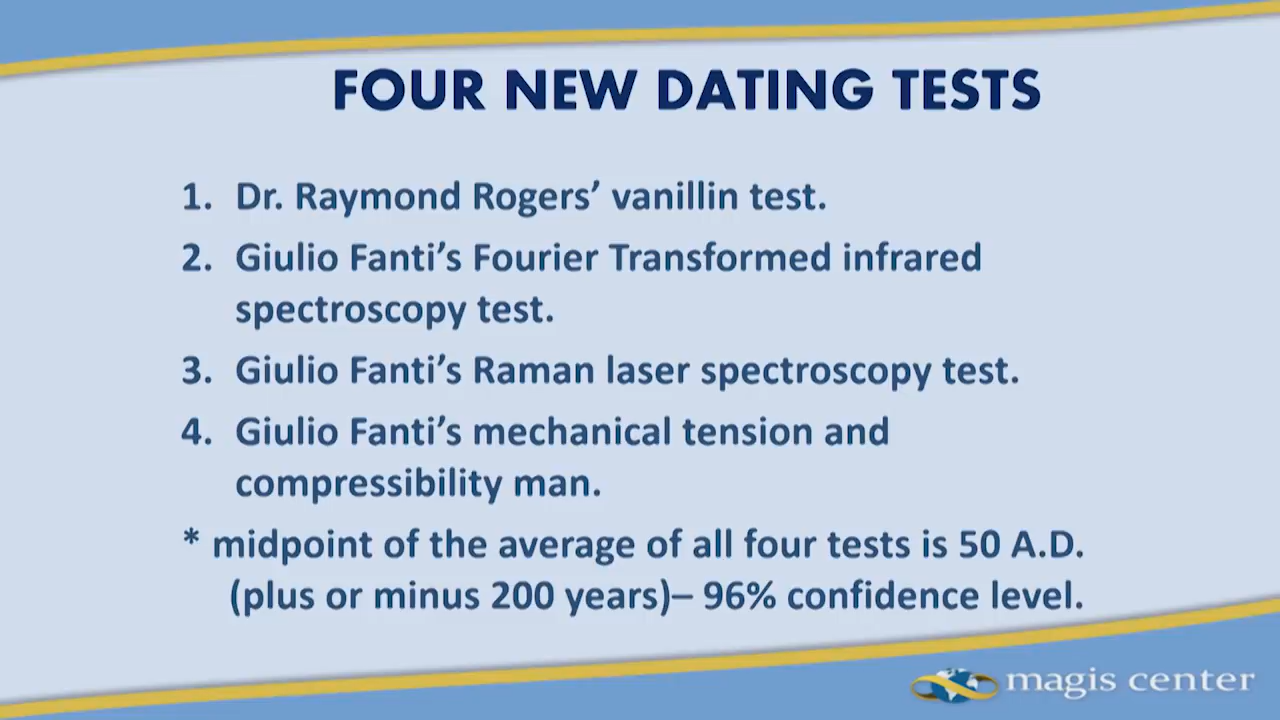 FOUR NEW DATING TESTS
1. Dr. Raymond Rogers’ vanillin test.
2. Giulio Fanti’s Fourier Transformed infrared
spectroscopy test.
3. Giulio Fanti’s Raman laser spectroscopy test.
4. Giulio Fanti’s mechanical tension and
compressibility man.
* midpoint of the average of all four tests is 50 A.D.
(plus or minus 200 years)– 96% confidence level.
magis center